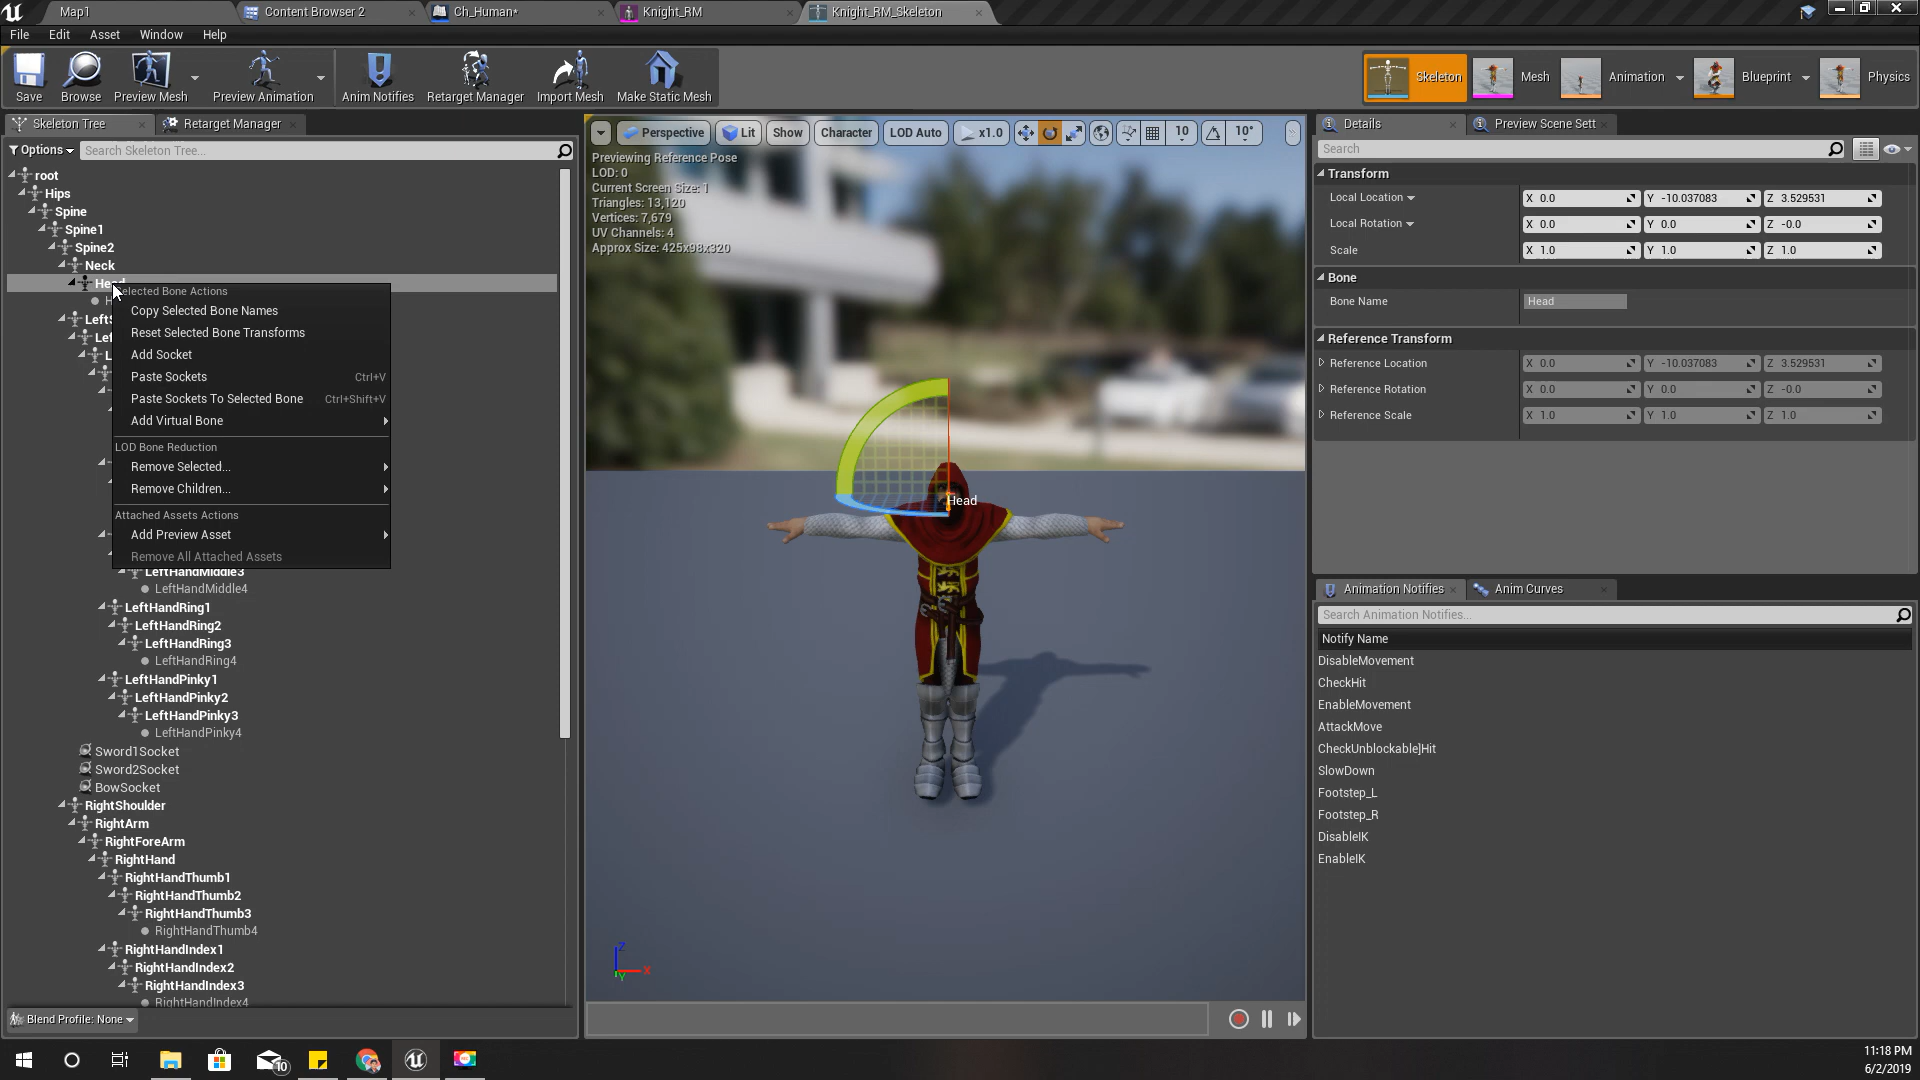 Map1
Content Browser 2
Ch_Human*
Knight_RM
Knight_RM_Skeleton
File Edit Asset Window Help
Save
Browse
Preview Mesh
Preview Animation
Anim Notifies
Retarget Manager
Import Mesh
Make Static Mesh
Skeleton
Mesh
Animation
Blueprint
Physics
Skeleton Tree
Retarget Manager
Options
Search Skeleton Tree...
root
Hips
Spine
Spine1
Spine2
Neck
Selected Bone Actions
Copy Selected Bone Names
Reset Selected Bone Transforms
Add Socket
Paste Sockets Ctrl+V
Paste Sockets To Selected Bone Ctrl+Shift+V
Add Virtual Bone
LOD Bone Reduction
Remove Selected...
Remove Children...
Attached Assets Actions
Add Preview Asset
Remove All Attached Assets
LeftHandMiddle3
LeftHandMiddle4
LeftHandRing1
LeftHandRing2
LeftHandRing3
LeftHandRing4
LeftHandPinky1
LeftHandPinky2
LeftHandPinky3
LeftHandPinky4
Sword1Socket
Sword2Socket
BowSocket
RightShoulder
RightArm
RightForeArm
RightHand
RightHandThumb1
RightHandThumb2
RightHandThumb3
RightHandThumb4
RightHandIndex1
RightHandIndex2
RightHandIndex3
RightHandIndex4
Blend Profile: None
Perspective Lit Show Character LOD Auto x1.0 10 10°
Previewing Reference Pose
LOD: 0
Current Screen Size: 1
Triangles: 13,120
Vertices: 7,679
UV Channels: 4
Approx Size: 425x98x320
Head
Z
X
Y
Details
Preview Scene Sett
Search
Transform
Local Location X 0.0 Y -10.037083 Z 3.529531
Local Rotation X 0.0 Y 0.0 Z -0.0
Scale X 1.0 Y 1.0 Z 1.0
Bone
Bone Name Head
Reference Transform
Reference Location X 0.0 Y -10.037083 Z 3.529531
Reference Rotation X 0.0 Y 0.0 Z -0.0
Reference Scale X 1.0 Y 1.0 Z 1.0
Animation Notifies
Anim Curves
Search Animation Notifies...
Notify Name
DisableMovement
CheckHit
EnableMovement
AttackMove
CheckUnblockable]Hit
SlowDown
Footstep_L
Footstep_R
DisableIK
EnableIK
10
11:18 PM
6/2/2019